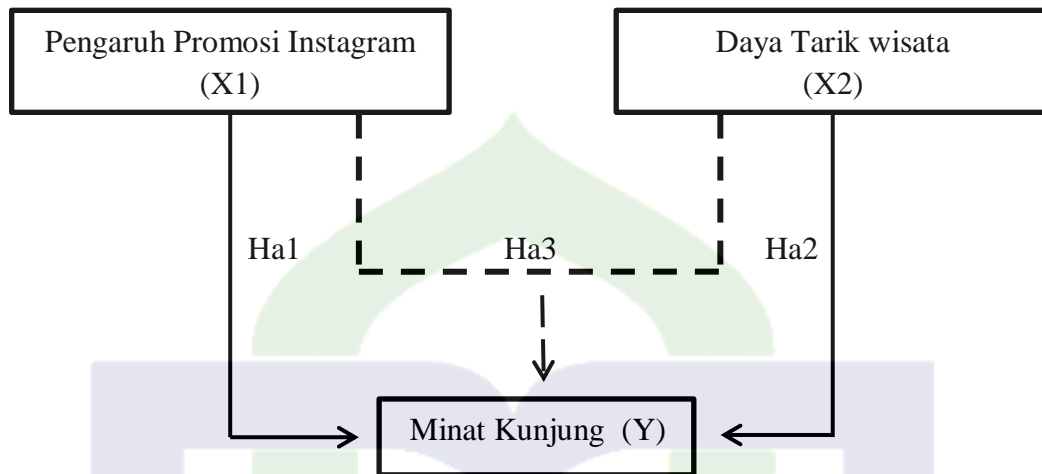 Pengaruh Promosi Instagram
(X1)
Daya Tarik wisata
(X2)
Ha1
Ha3
Ha2
Minat Kunjung (Y)